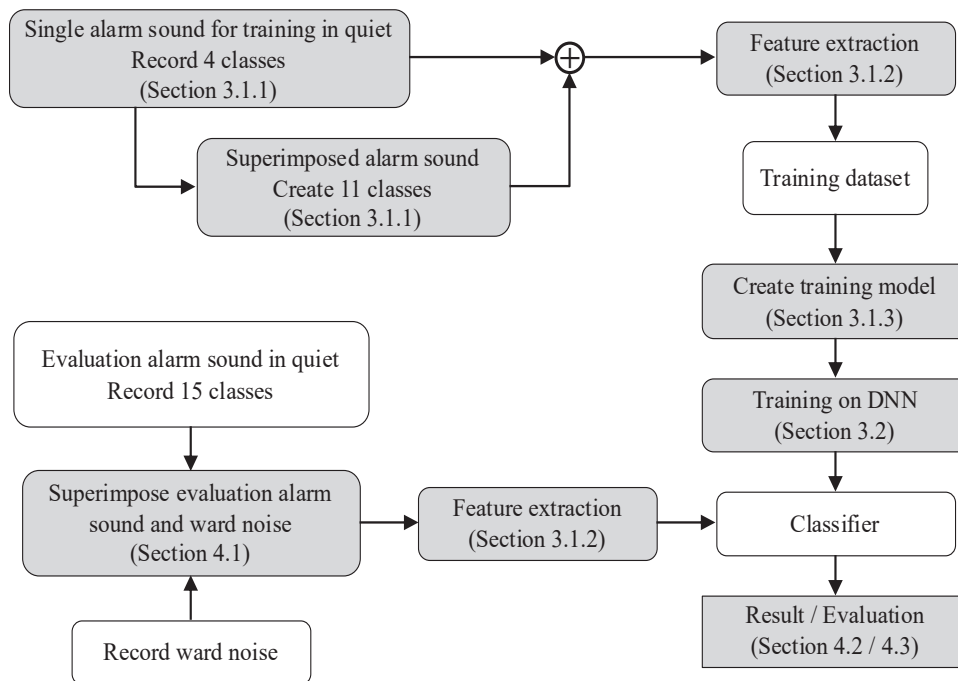 Single alarm sound for training in quiet
Record 4 classes
(Section 3.1.1)
Feature extraction
(Section 3.1.2)
Superimposed alarm sound
Create 11 classes
(Section 3.1.1)
Training dataset
Create training model
(Section 3.1.3)
Evaluation alarm sound in quiet
Record 15 classes
Training on DNN
(Section 3.2)
Superimpose evaluation alarm
sound and ward noise
(Section 4.1)
Feature extraction
(Section 3.1.2)
Classifier
Record ward noise
Result / Evaluation
(Section 4.2 / 4.3)